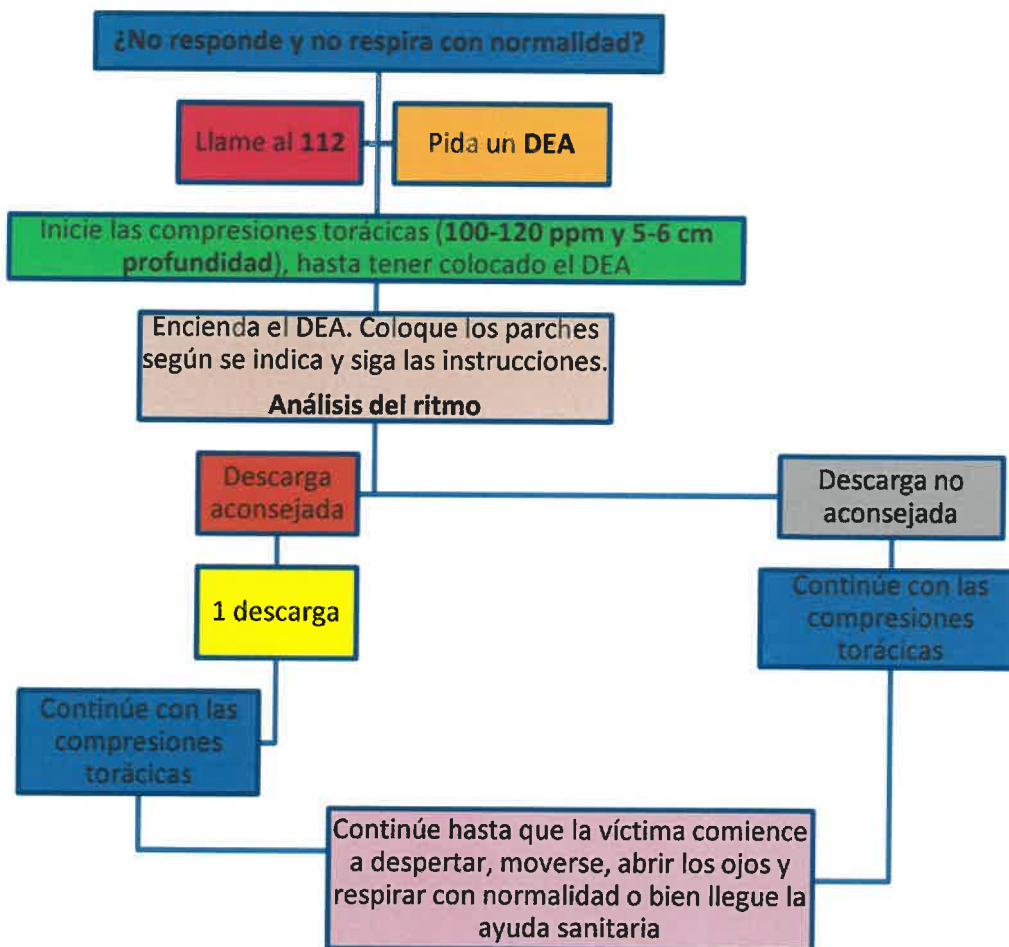 ¿No responde y no respira con normalidad?
Llame al 112
Pida un DEA
Inicie las compresiones torácicas (100-120 ppm y 5-6 cm
profundidad), hasta tener colocado el DEA
Encienda el DEA. Coloque los parches
según se indica y siga las instrucciones.
Análisis del ritmo
Descarga
aconsejada
Descarga no
aconsejada
1 descarga
Continúe con las
compresiones
torácicas
Continúe con las
compresiones
torácicas
Continúe hasta que la víctima comience
a despertar, moverse, abrir los ojos y
respirar con normalidad o bien llegue la
ayuda sanitaria